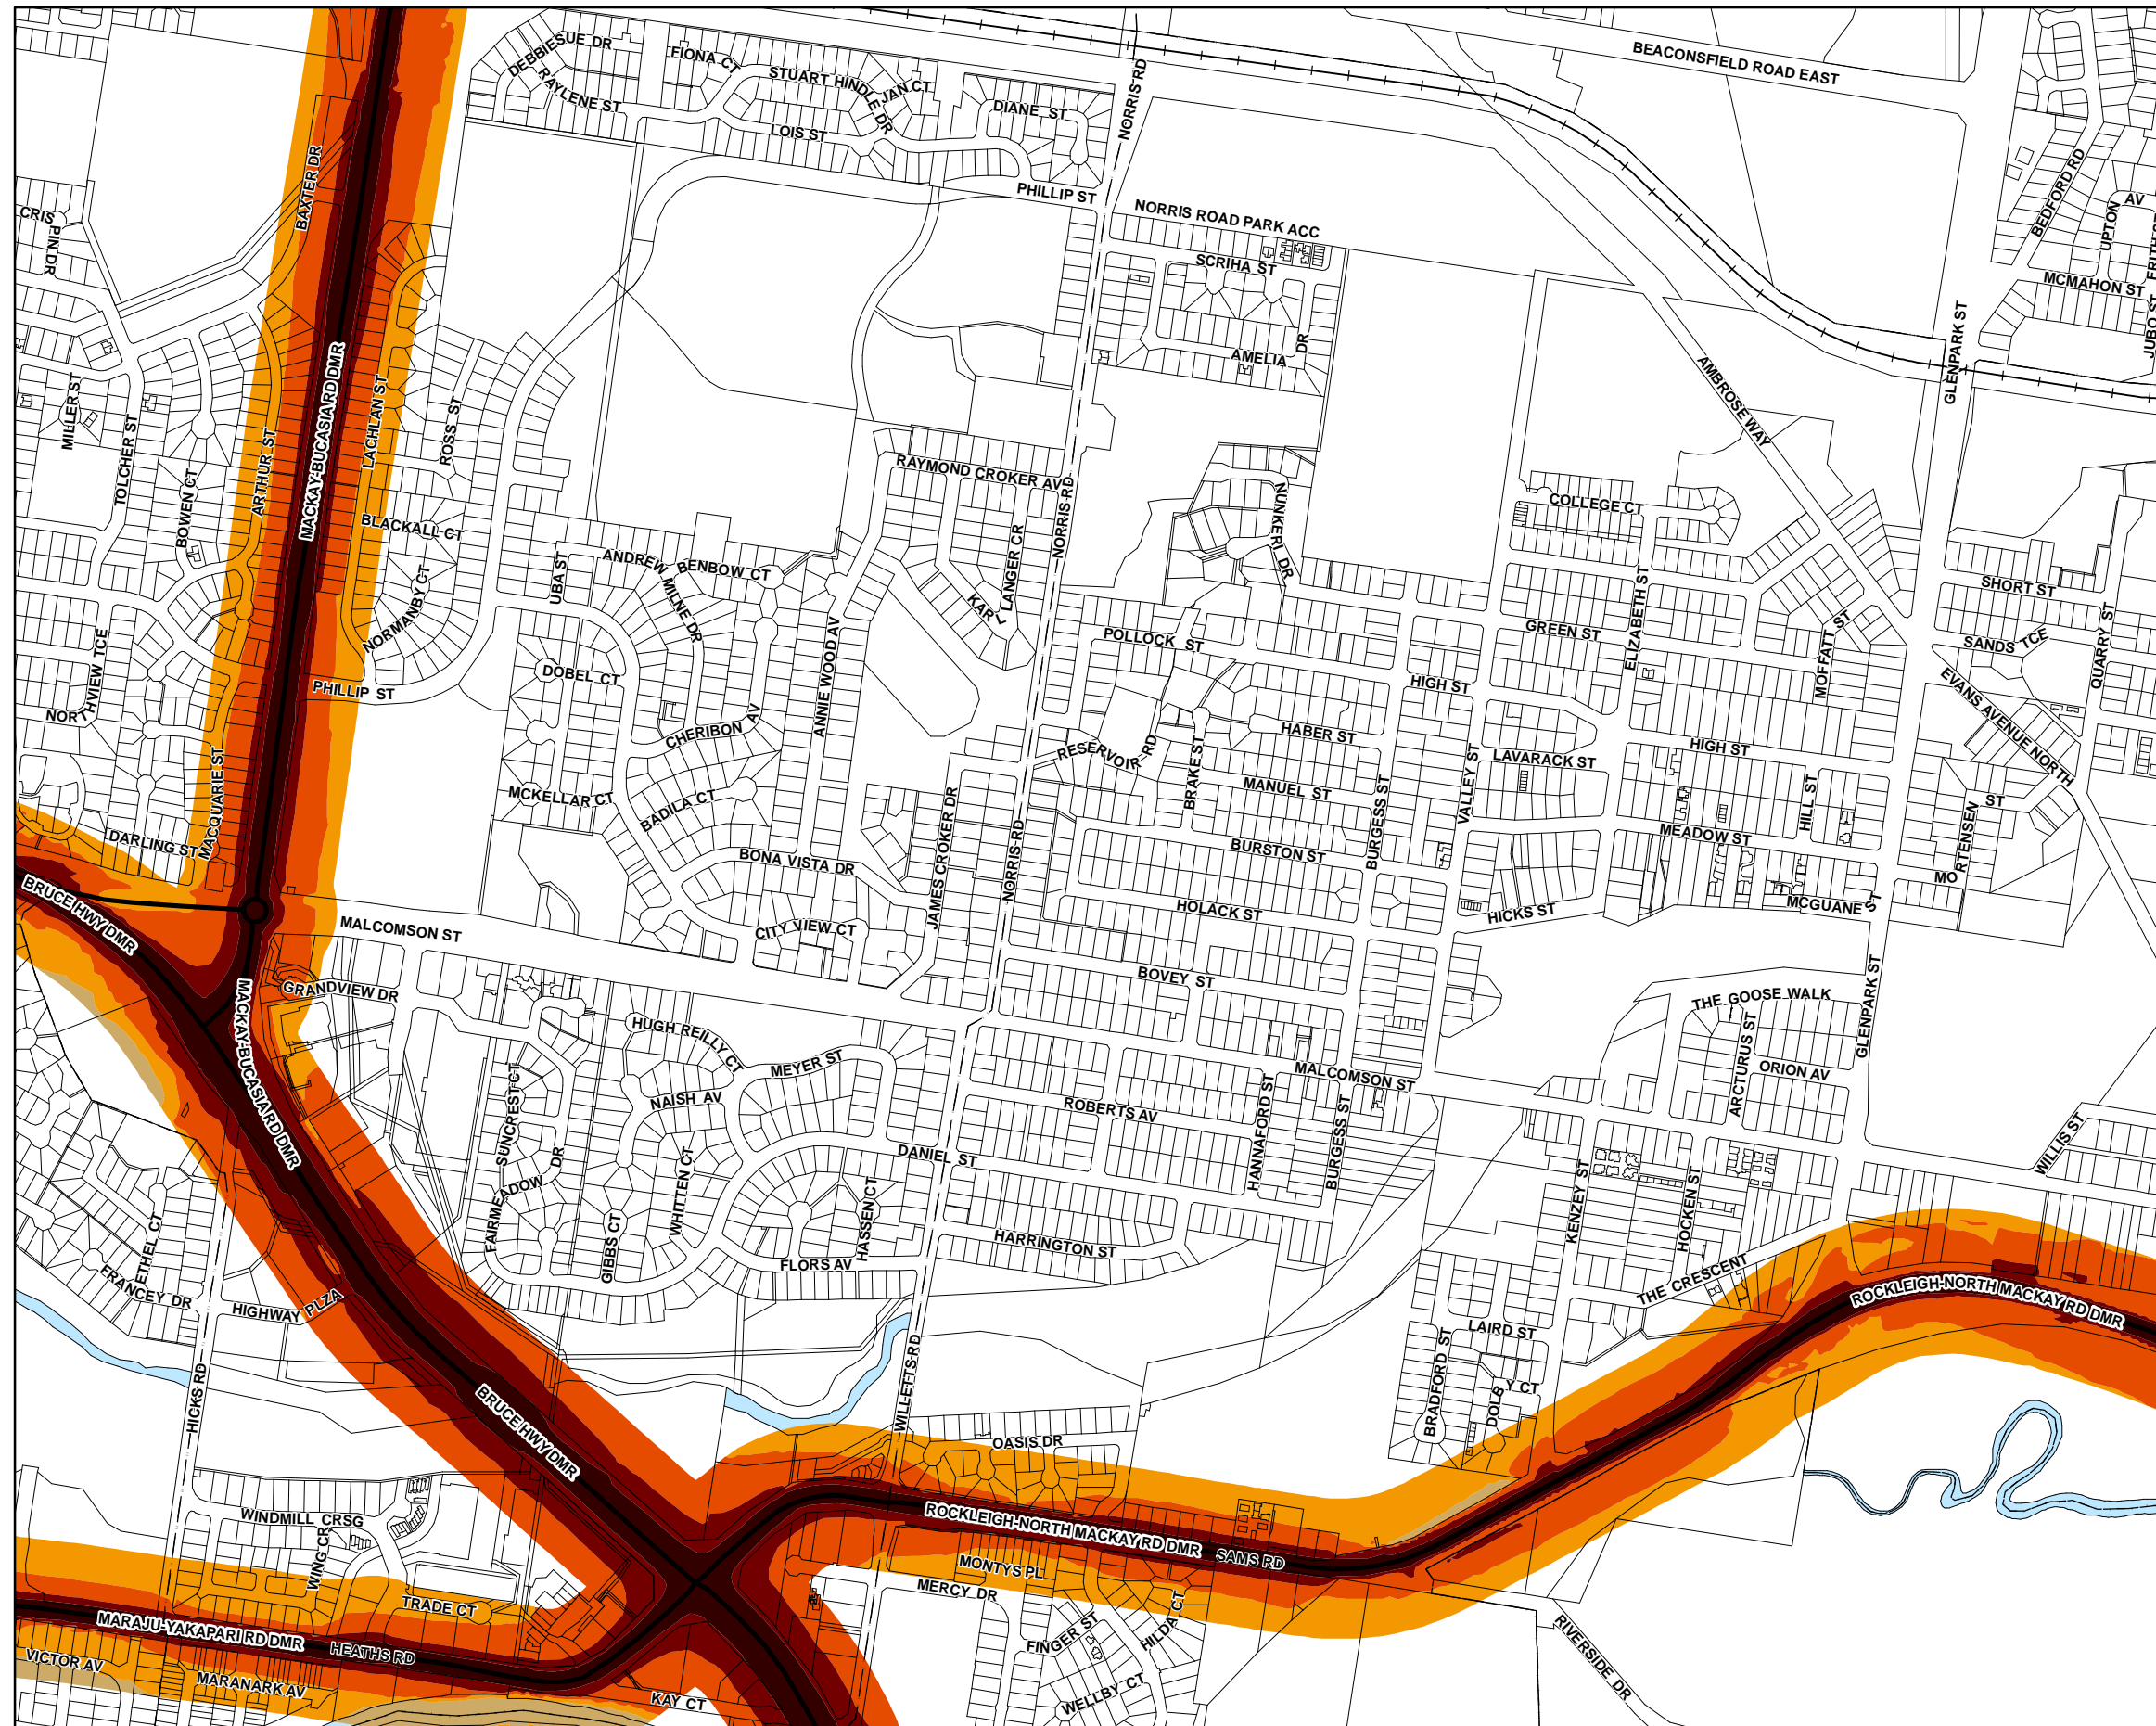 DEBBIESUE DR
FIONA CT
BEACONSFIELD ROAD EAST
RAYLENE ST
STUART HINDLE DR
JAN CT
DIANE ST
NORRIS RD
LOIS ST
BAXTER DR
PHILLIP ST
NORRIS ROAD PARK ACC
BEDFORD RD
UPTON
AV
CRIS
PIN DR
SCRIHA ST
MCMAHON ST
JUBO ST
GLENPARK ST
AMELIA DR
AMBROSE WAY
MACKAY-BUCASIA RD DMR
LACHLAN ST
ROSS ST
MILLER ST
TOLCHER ST
BOWEN CT
ARTHUR ST
RAYMOND CROKER AV
NORRIS RD
NUNKERI DR
COLLEGE CT
BLACKALL CT
NORMANBY CT
UBA ST
ANDREW MILNE DR
BENBOW CT
LANGER CR
KARL
SHORT ST
ELIZABETH ST
GREEN ST
MOFFATT ST
SANDS TCE
QUARRY ST
POLLOCK ST
NORTHVIEW TCE
DOBEL CT
ANNIE WOOD AV
PHILLIP ST
HIGH ST
EVANS AVENUE NORTH
CHERIBON AV
HABER ST
HIGH ST
RESERVOIR RD
BRAKE ST
LAVARACK ST
VALLEY ST
MACQUARIE ST
MCKELLAR CT
BADILA CT
MANUEL ST
BURGESS ST
HILL ST
MORTENSEN ST
DARLING ST
JAMES CROKER DR
NORRIS RD
BURSTON ST
MEADOW ST
BONA VISTA DR
BRUCE HWY DMR
MALCOMSON ST
CITY VIEW CT
HOLACK ST
HICKS ST
MCGUANE ST
BOVEY ST
GRANDVIEW DR
THE GOOSE WALK
GLENPARK ST
MACKAY-BUCASIA RD DMR
HUGH REILLY CT
MEYER ST
MALCOMSON ST
ARCTURUS ST
ORION AV
SUNCREST CT
NAISH AV
ROBERTS AV
HANNAFORD ST
BURGESS ST
WILLIS ST
DANIEL ST
FAIRMEADOW DR
GIBBS CT
WHITTEN CT
HASSEN CT
KENZEY ST
HOCKEN ST
ETHEL CT
HARRINGTON ST
FLORS AV
FRANCEY DR
HIGHWAY PLZA
THE CRESCENT
ROCKLEIGH-NORTH MACKAY RD DMR
LAIRD ST
BRADFORD ST
DOLBY CT
HICKS RD
BRUCE HWY DMR
WILLETTS RD
OASIS DR
WINDMILL CRSG
WING CR
ROCKLEIGH-NORTH MACKAY RD DMR
SAMS RD
MONTYS PL
MERCY DR
TRADE CT
MARAJU-YAKAPARI RD DMR
HEATHS RD
HILDA CT
FINGER ST
RIVERSIDE DR
VICTOR AV
MARANARK AV
KAY CT
WELLBY CT